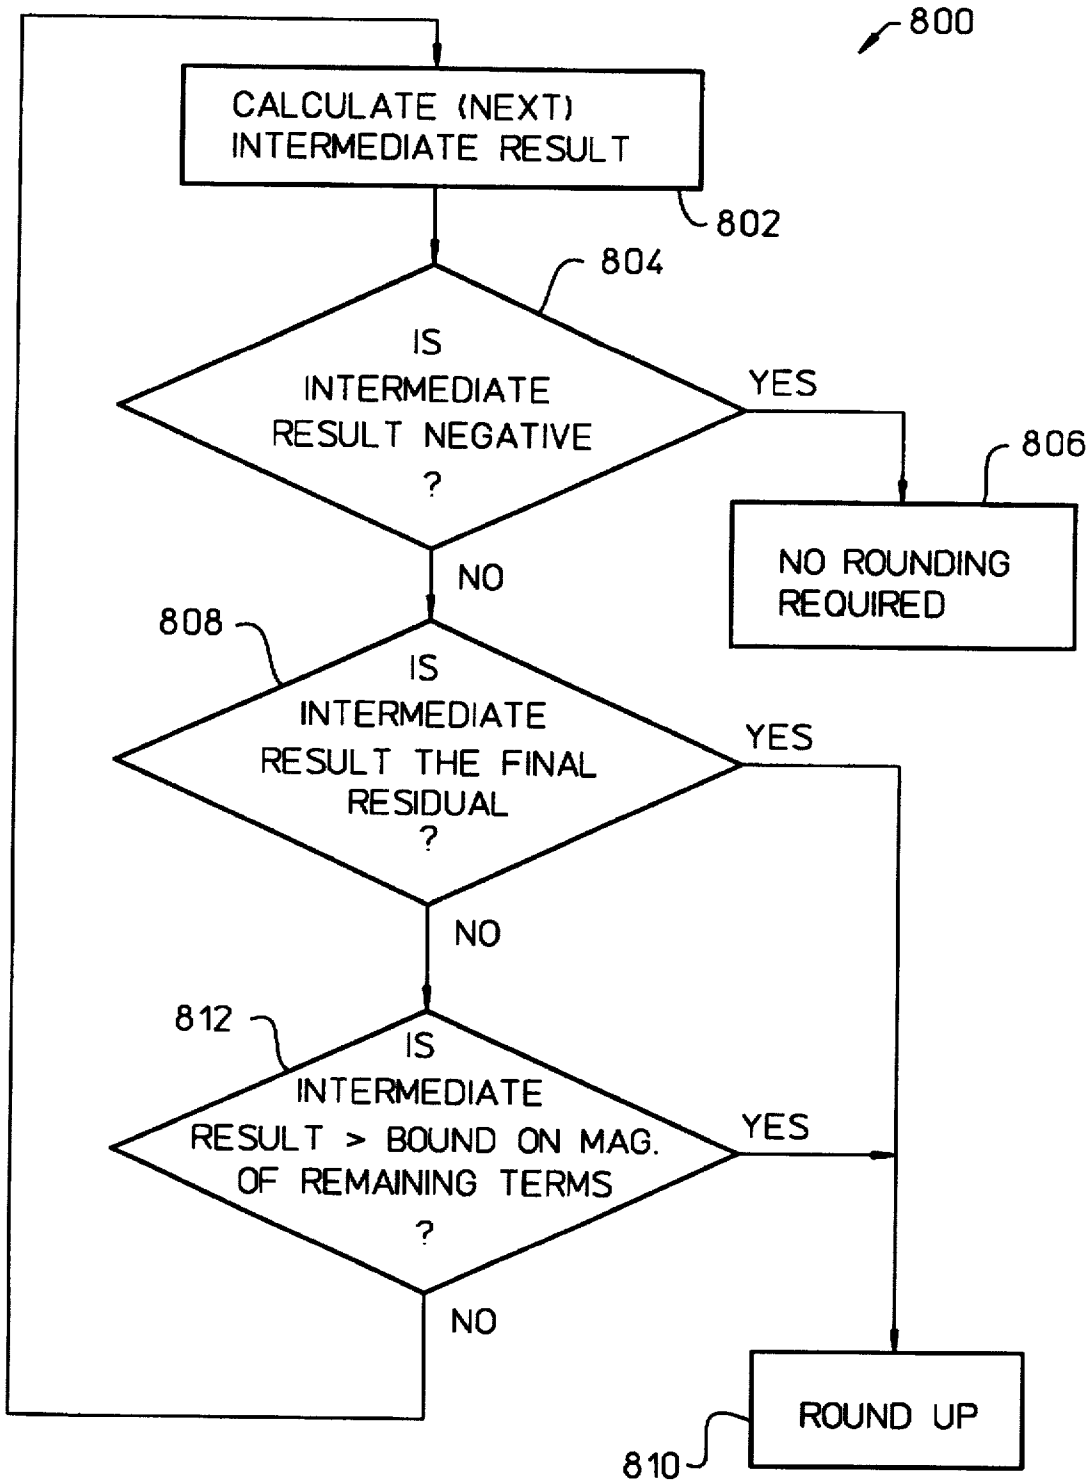 800
CALCULATE (NEXT)
INTERMEDIATE RESULT
802
804
IS
INTERMEDIATE
RESULT NEGATIVE
?
YES
806
NO ROUNDING
REQUIRED
NO
808
IS
INTERMEDIATE
RESULT THE FINAL
RESIDUAL
?
YES
NO
812
IS
INTERMEDIATE
RESULT > BOUND ON MAG.
OF REMAINING TERMS
?
YES
NO
ROUND UP
810